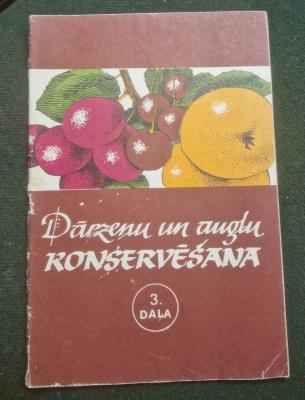 Dārzeņu un augļu
KONSERVĒŠANA
3.
DAĻA